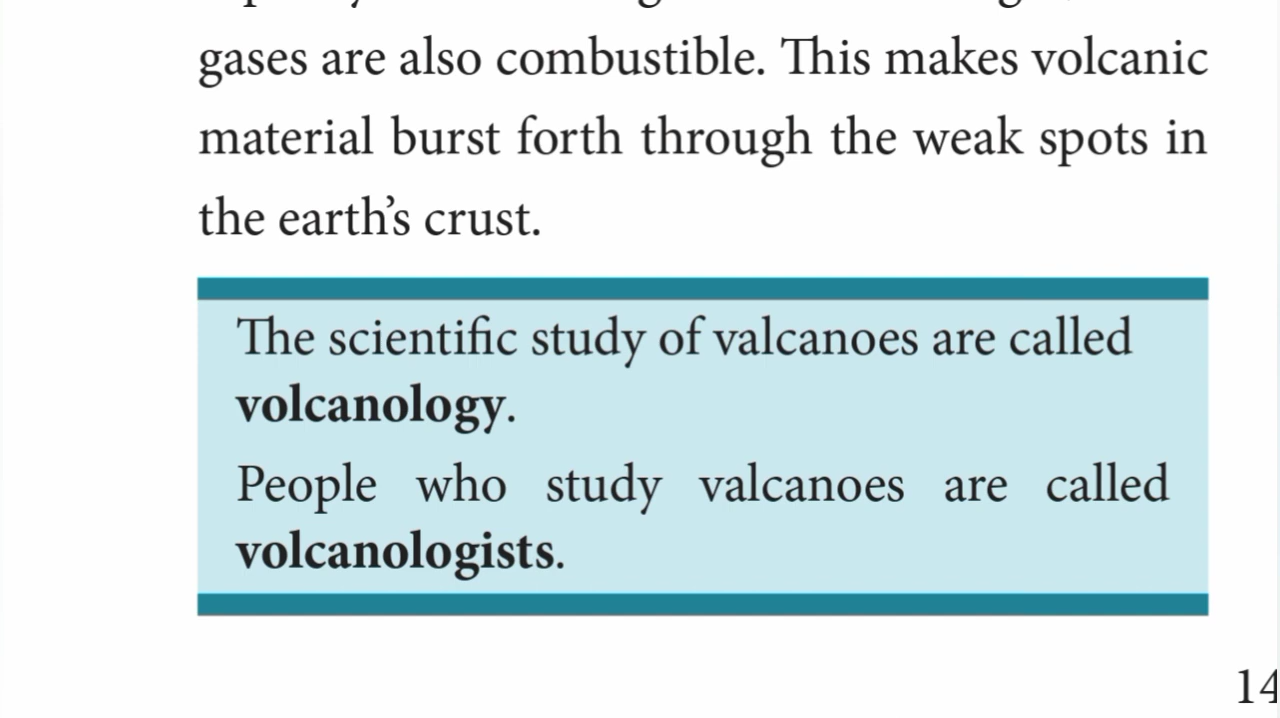 gases are also combustible. This makes volcanic
material burst forth through the weak spots in
the earth's crust.
The scientific study of valcanoes are called
volcanology.
People who study valcanoes are called
volcanologists.
14